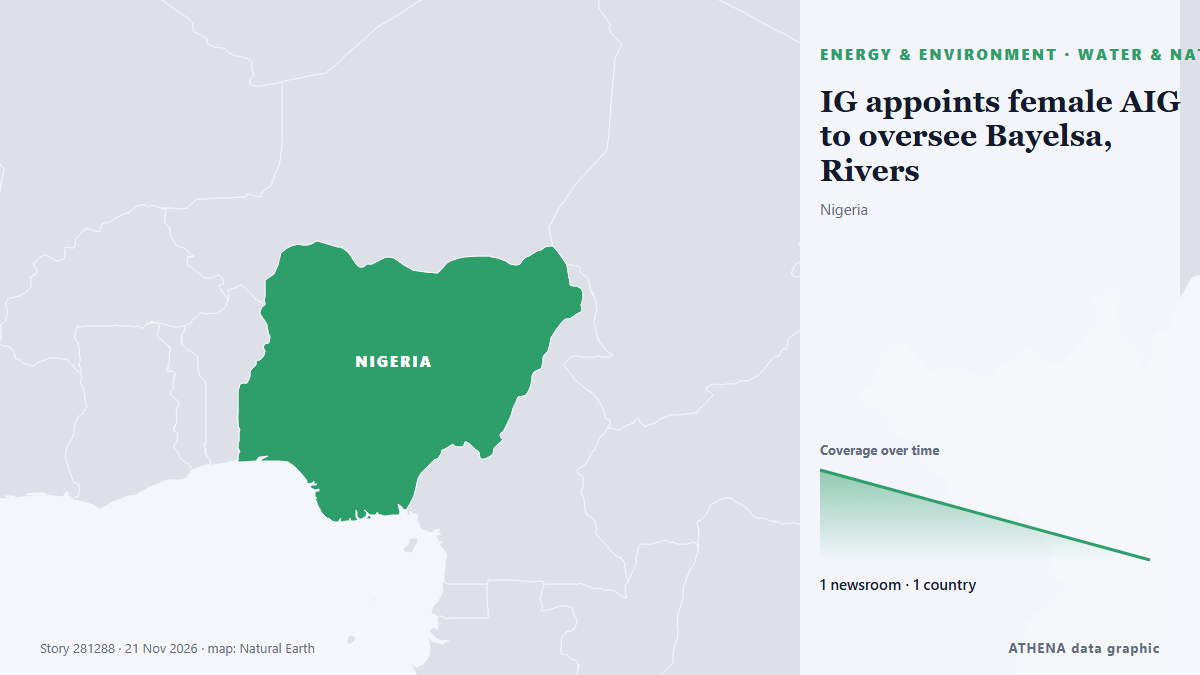 ENERGY & ENVIRONMENT · WATER & NAT
IG appoints female AIG
to oversee Bayelsa,
Rivers
Nigeria
NIGERIA
Coverage over time
1 newsroom · 1 country
Story 281288 · 21 Nov 2026 · map: Natural Earth
ATHENA data graphic